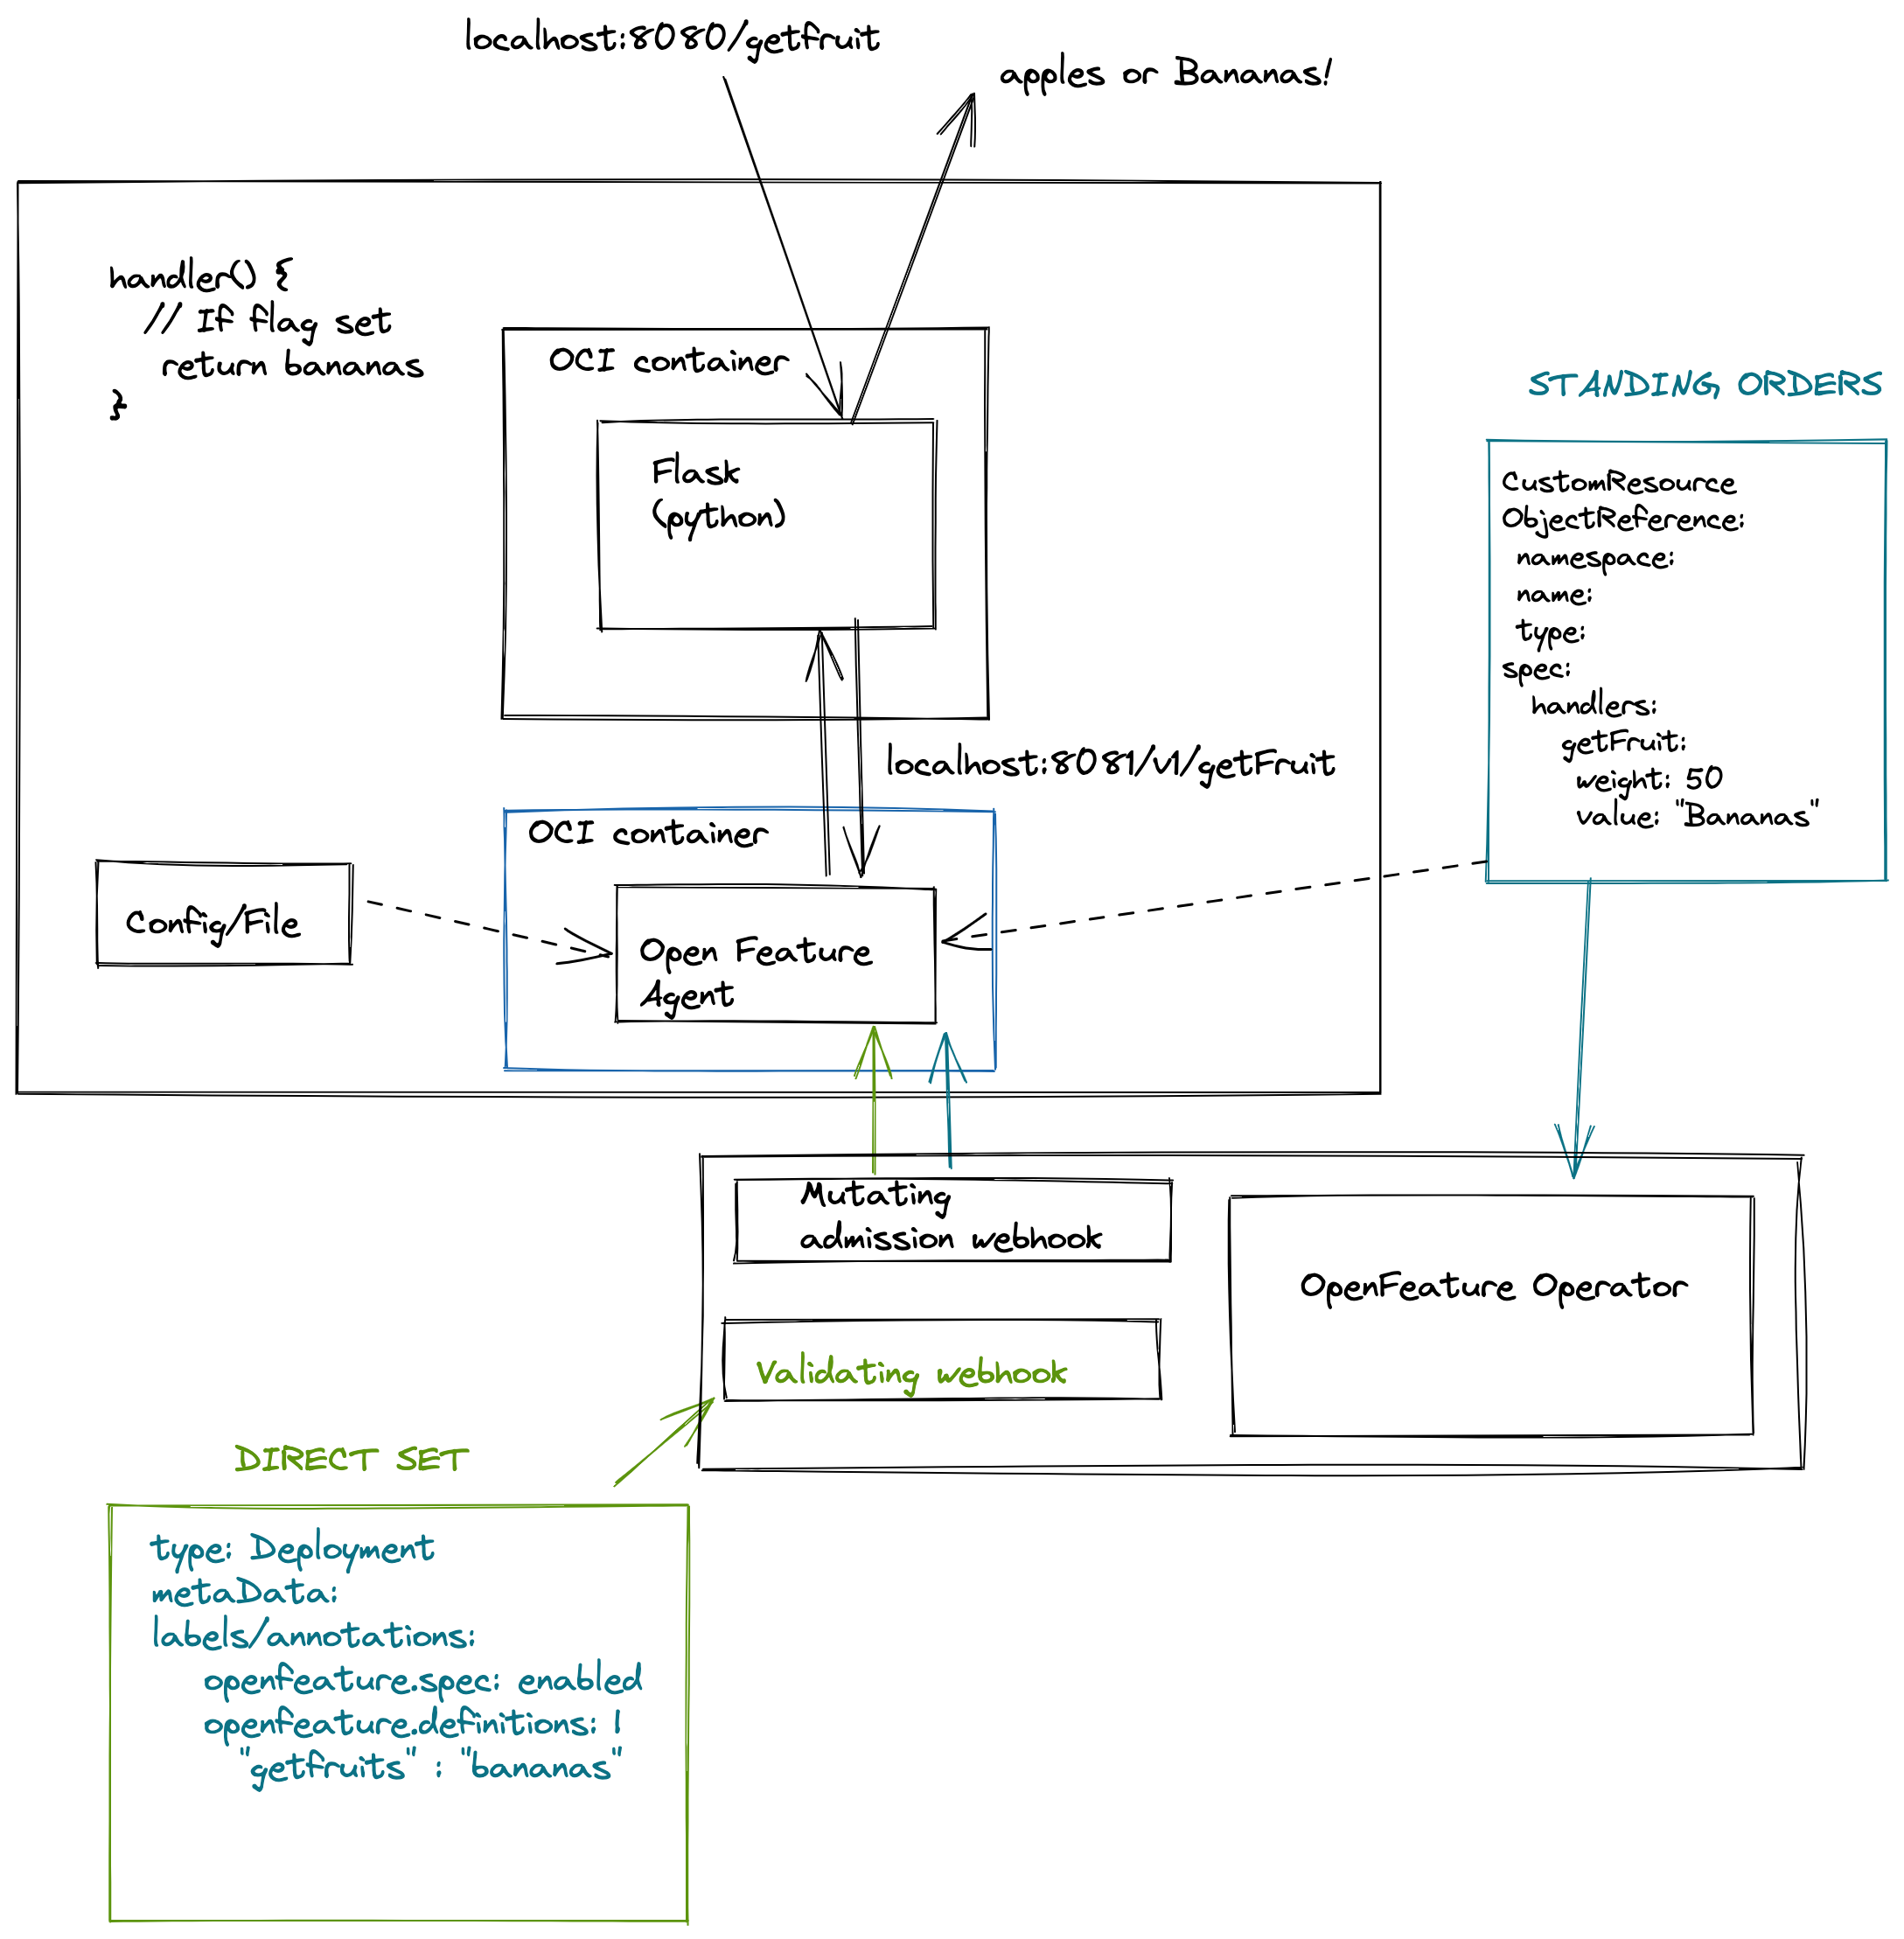 localhost:8080/getfruit
apples or Bananas!
handler() {
// If flag set
return bananas
}
OCI container
Flask
(python)
localhost:8081/v1/getFruit
OCI container
Config/File
Open Feature
Agent
STANDING ORDERS
CustomResource
ObjectReference:
namespace:
name:
type:
spec:
handlers:
getFruit:
weight: 50
value: "Bananas"
Mutating
admission webhook
OpenFeature Operator
Validating webhook
DIRECT SET
type: Deployment
metaData:
labels/annotations:
openfeature.spec: enabled
openfeature.definitions: |
"getfruits" : "bananas"